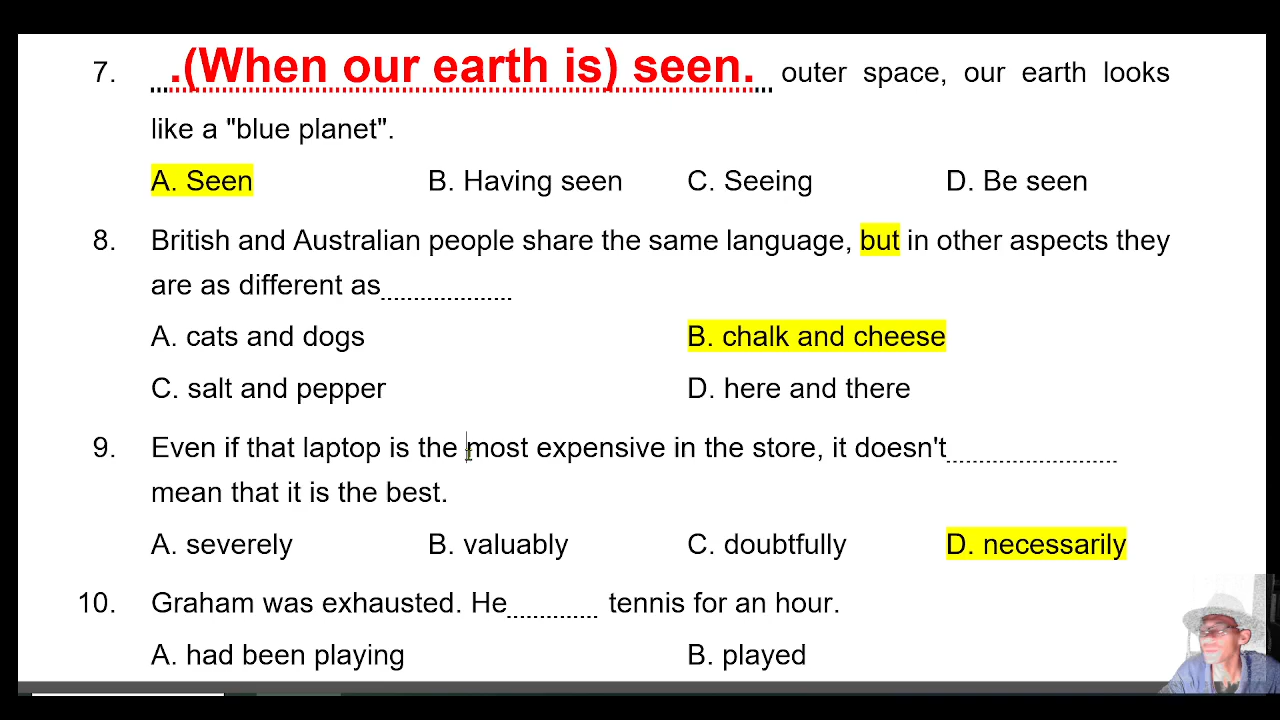 7. .(When our earth is) seen. outer space, our earth looks
like a "blue planet".
A. Seen B. Having seen C. Seeing D. Be seen
8. British and Australian people share the same language, but in other aspects they
are as different as....................
A. cats and dogs B. chalk and cheese
C. salt and pepper D. here and there
9. Even if that laptop is the most expensive in the store, it doesn't..........................
mean that it is the best.
A. severely B. valuably C. doubtfully D. necessarily
10. Graham was exhausted. He.............. tennis for an hour.
A. had been playing B. played